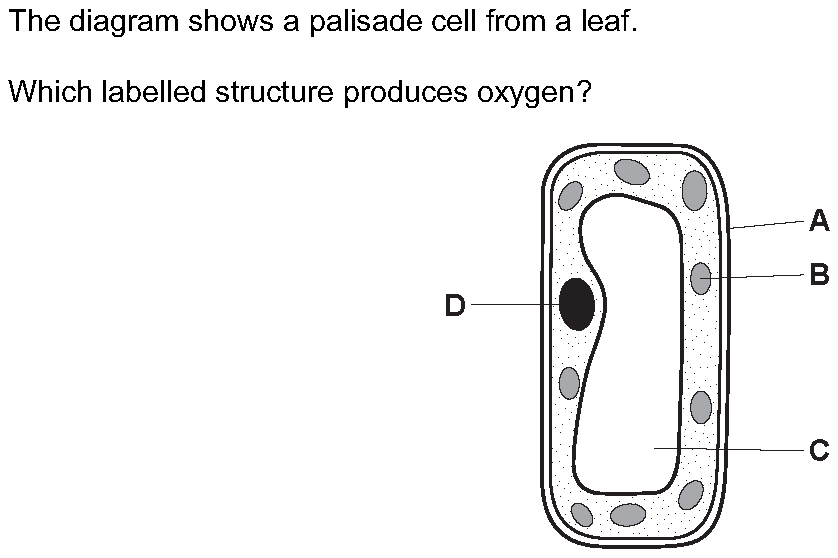 The diagram shows a palisade cell from a leaf.
Which labelled structure produces oxygen?
A
B
D
C